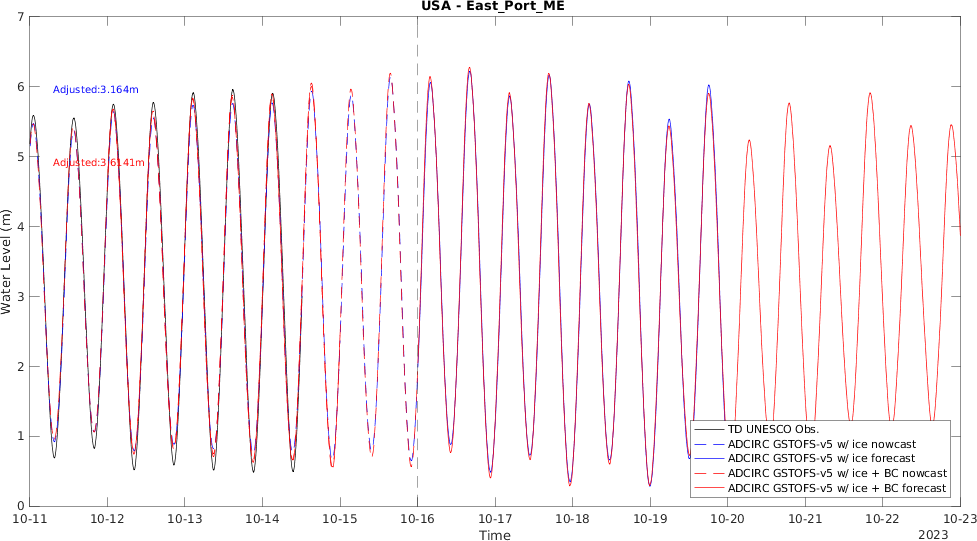 USA - East_Port_ME
7
6
5
4
3
2
1
0
Water Level (m)
Adjusted:3.164m
Adjusted:3.6141m
TD UNESCO Obs.
ADCIRC GSTOFS-v5 w/ ice nowcast
ADCIRC GSTOFS-v5 w/ ice forecast
ADCIRC GSTOFS-v5 w/ ice + BC nowcast
ADCIRC GSTOFS-v5 w/ ice + BC forecast
10-11 10-12 10-13 10-14 10-15 10-16 10-17 10-18 10-19 10-20 10-21 10-22 10-23
Time
2023